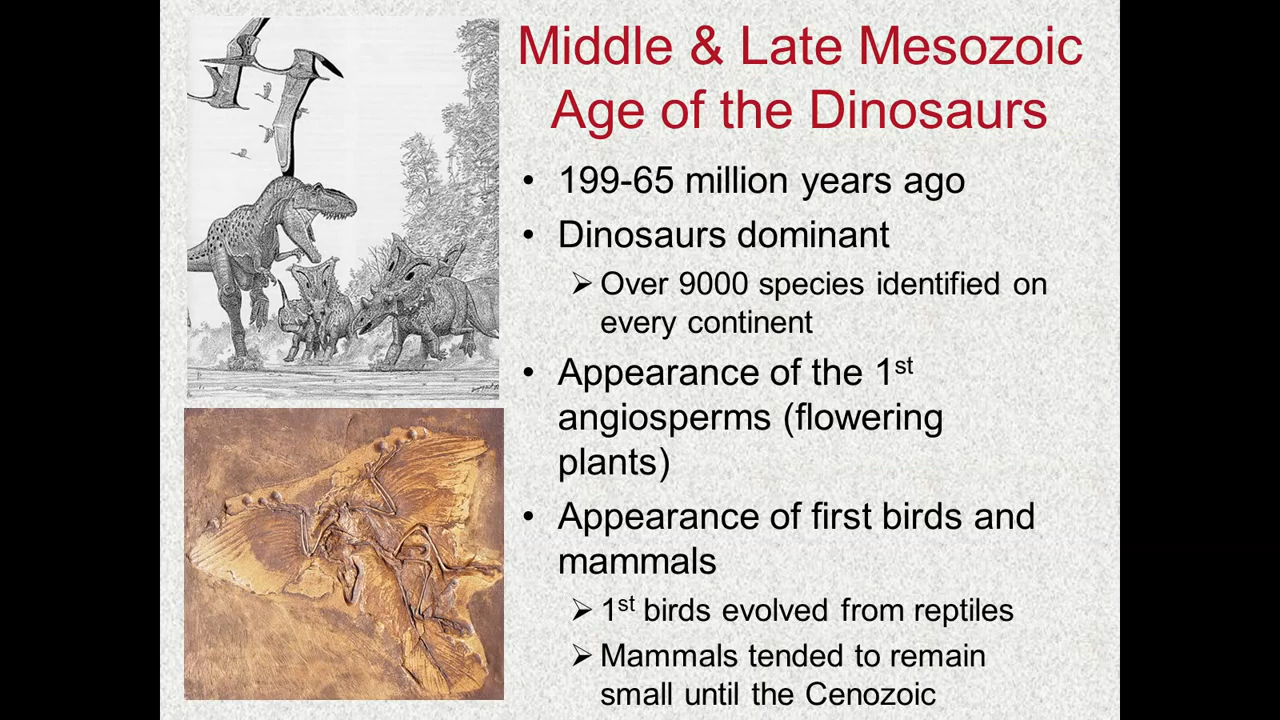 Middle & Late Mesozoic
Age of the Dinosaurs
• 199-65 million years ago
• Dinosaurs dominant
➢ Over 9000 species identified on
every continent
• Appearance of the 1st
angiosperms (flowering
plants)
• Appearance of first birds and
mammals
➢ 1st birds evolved from reptiles
➢ Mammals tended to remain
small until the Cenozoic